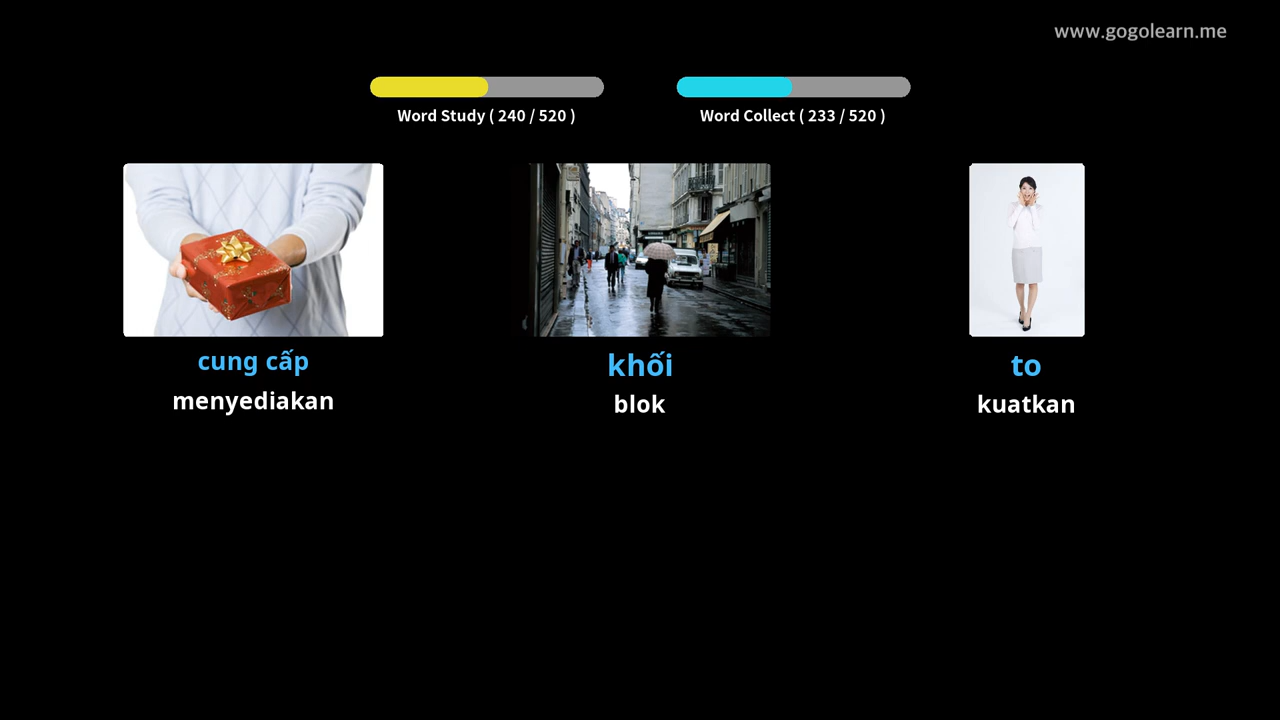 www.gogolearn.me
Word Study ( 240 / 520 )
Word Collect ( 233 / 520 )
cung cấp
menyediakan
khối
blok
to
kuatkan